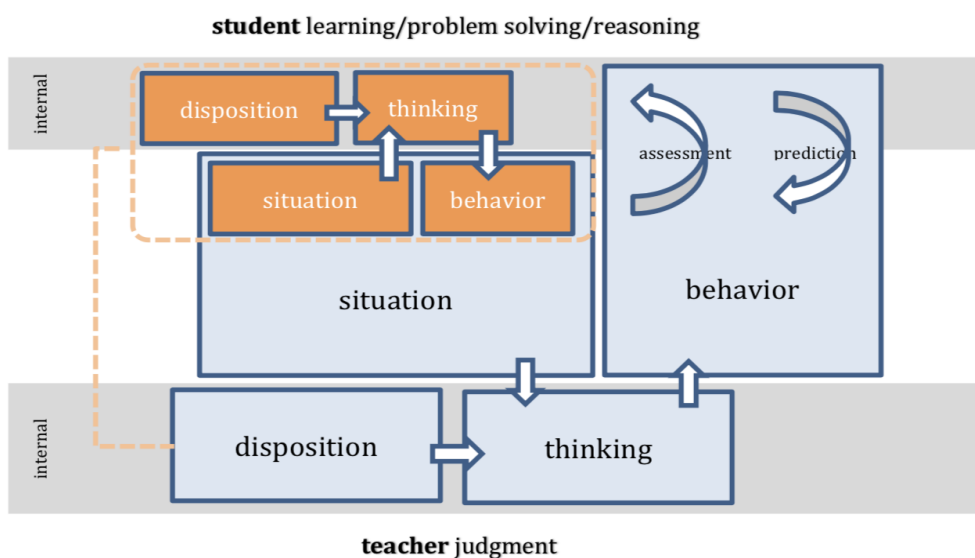 student learning/problem solving/reasoning
internal
disposition
thinking
assessment
prediction
situation
behavior
situation
behavior
internal
disposition
thinking
teacher judgment